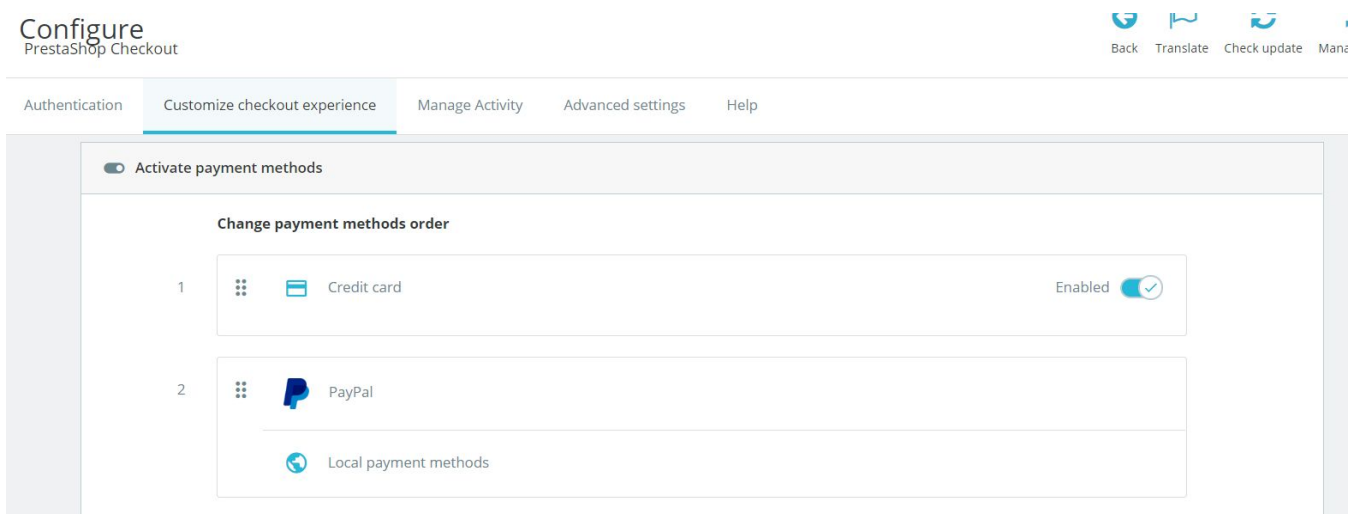 Configure
PrestaShop Checkout
Back Translate Check update
Authentication Customize checkout experience Manage Activity Advanced settings Help
Activate payment methods
Change payment methods order
1 Credit card Enabled
2 PayPal
Local payment methods